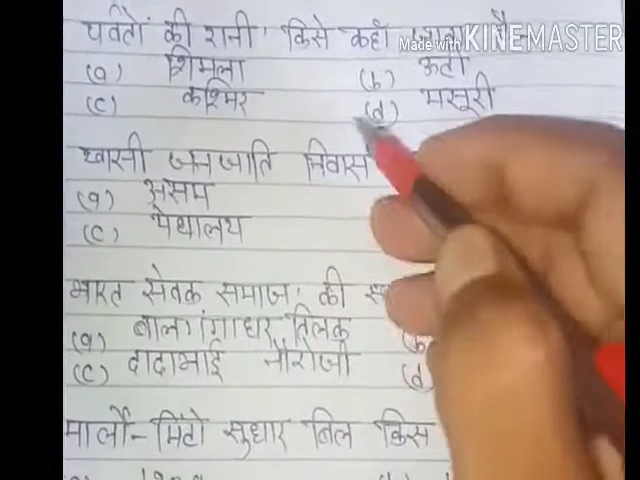 पर्वतों की रानी' किसे कहाँ जाता है-
Made with KINEMASTER
(a) शिमला (b) ऊटी
(c) कश्मिर (d) मसूरी
खासी जनजाति निवास
(a) असम
(c) मेघालय
भारत सेवक समाज' की स्
(a) बाल गंगाधर तिलक (b
(c) दादाभाई नौरोजी (d
मार्ले-मिंटो सुधार बिल किस